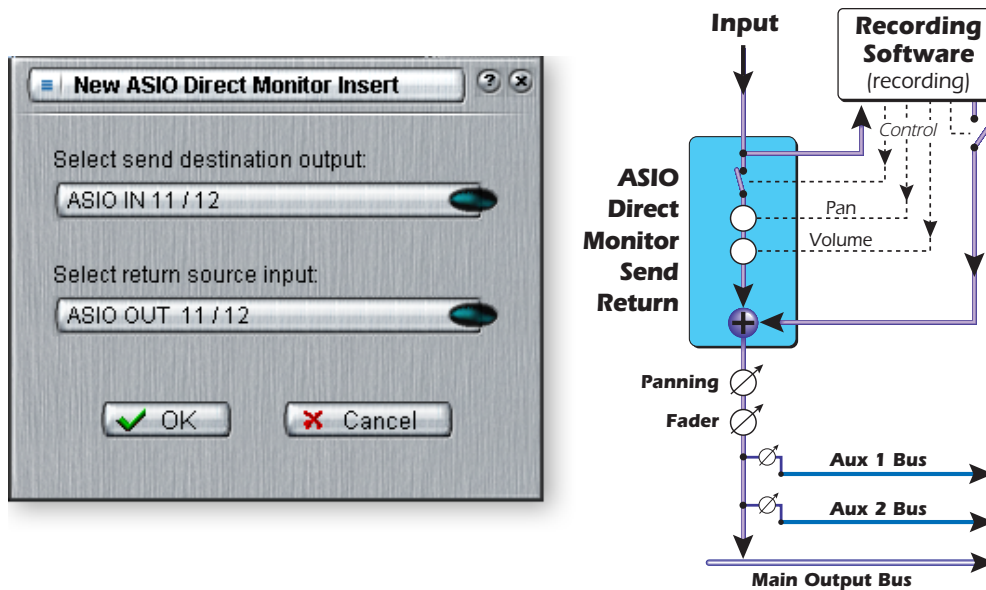 New ASIO Direct Monitor Insert
?
Select send destination output:
ASIO IN 11 / 12
Select return source input:
ASIO OUT 11 / 12
OK
Cancel
Input
Recording
Software
(recording)
Control
ASIO
Direct
Monitor
Send
Return
Pan
Volume
+
Panning
Fader
Aux 1 Bus
Aux 2 Bus
Main Output Bus